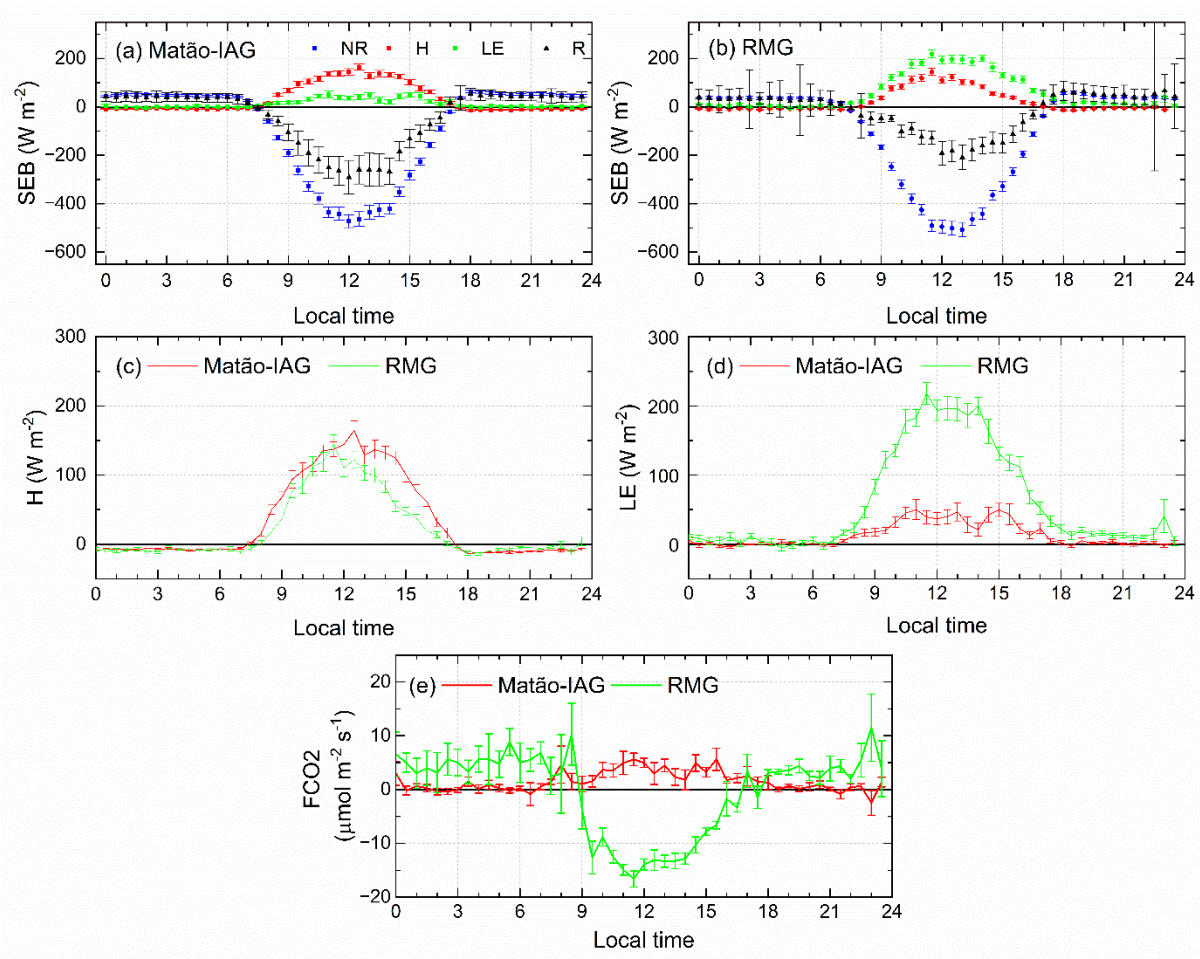 (a) Matão-IAG NR H LE R
SEB (W m⁻²)
200
0
−200
−400
−600
0 3 6 9 12 15 18 21 24
Local time
(b) RMG
SEB (W m⁻²)
200
0
−200
−400
−600
0 3 6 9 12 15 18 21 24
Local time
(c) Matão-IAG RMG
H (W m⁻²)
300
200
100
0
0 3 6 9 12 15 18 21 24
Local time
(d) Matão-IAG RMG
LE (W m⁻²)
300
200
100
0
0 3 6 9 12 15 18 21 24
Local time
(e) Matão-IAG RMG
FCO2
(μmol m⁻² s⁻¹)
20
10
0
−10
−20
0 3 6 9 12 15 18 21 24
Local time